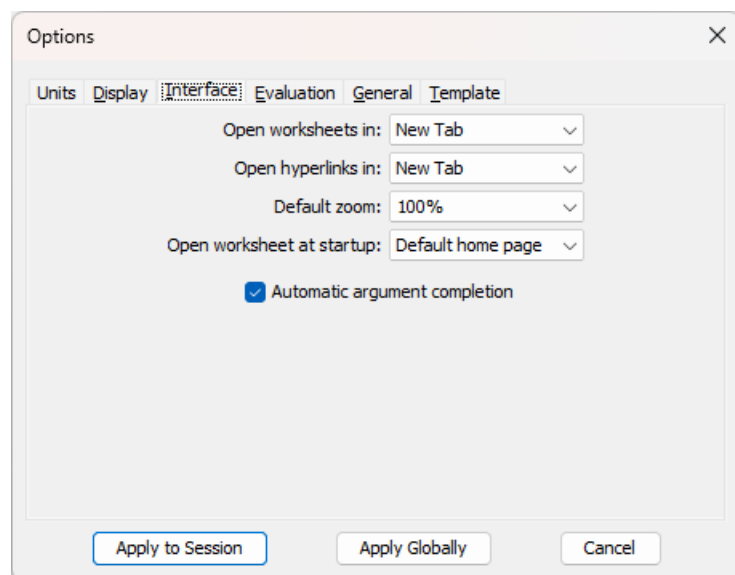 Options
Units Display Interface Evaluation General Template
Open worksheets in: New Tab
Open hyperlinks in: New Tab
Default zoom: 100%
Open worksheet at startup: Default home page
Automatic argument completion
Apply to Session Apply Globally Cancel